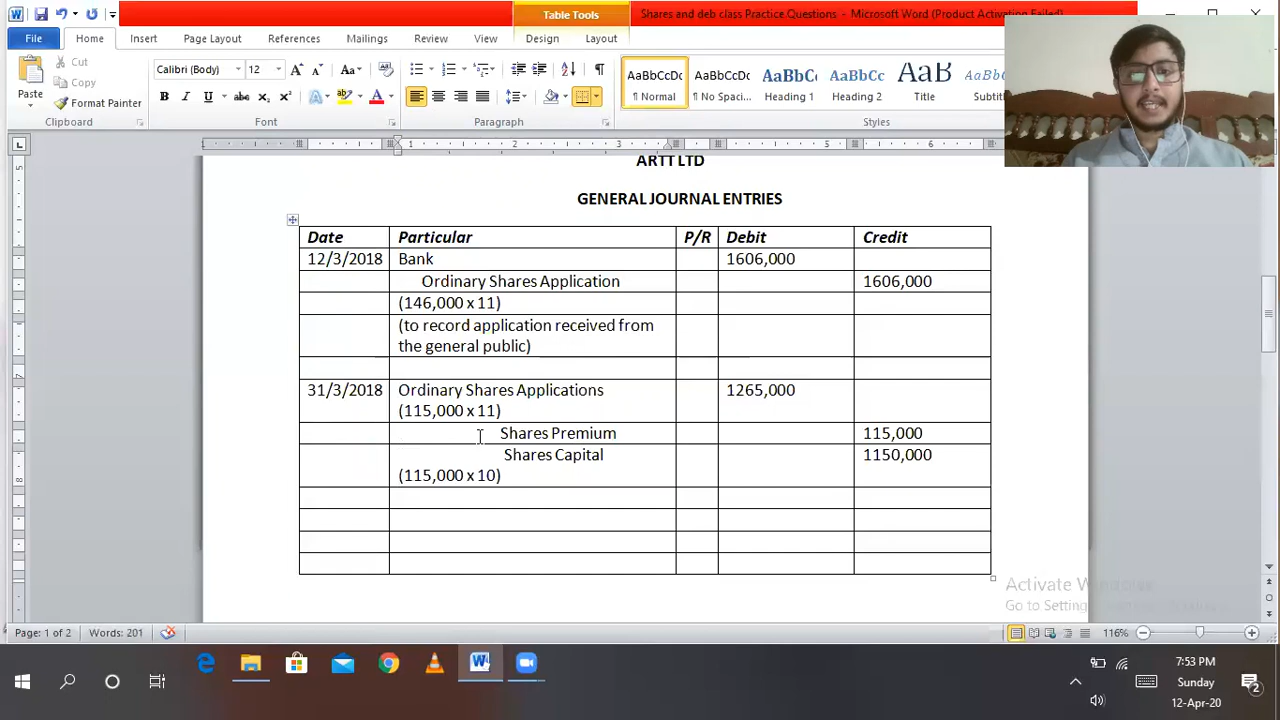 Table Tools
Shares and deb class Practice Questions - Microsoft Word (Product Activation Failed)
File Home Insert Page Layout References Mailings Review View Design Layout
Paste
Cut
Copy
Format Painter
Clipboard
Calibri (Body) 12
Font
Paragraph
AaBbCcDc
¶ Normal
AaBbCcDc
¶ No Spaci...
AaBbCc
Heading 1
AaBbCc
Heading 2
AaB
Title
AaBbCc
Subtit
Styles
ARTT LTD
GENERAL JOURNAL ENTRIES
Date Particular P/R Debit Credit
12/3/2018 Bank 1606,000
Ordinary Shares Application 1606,000
(146,000 x 11)
(to record application received from
the general public)
31/3/2018 Ordinary Shares Applications 1265,000
(115,000 x 11)
Shares Premium 115,000
Shares Capital 1150,000
(115,000 x 10)
Activate Windows
Go to Settings
Page: 1 of 2 Words: 201 116%
7:53 PM
Sunday
12-Apr-20
2